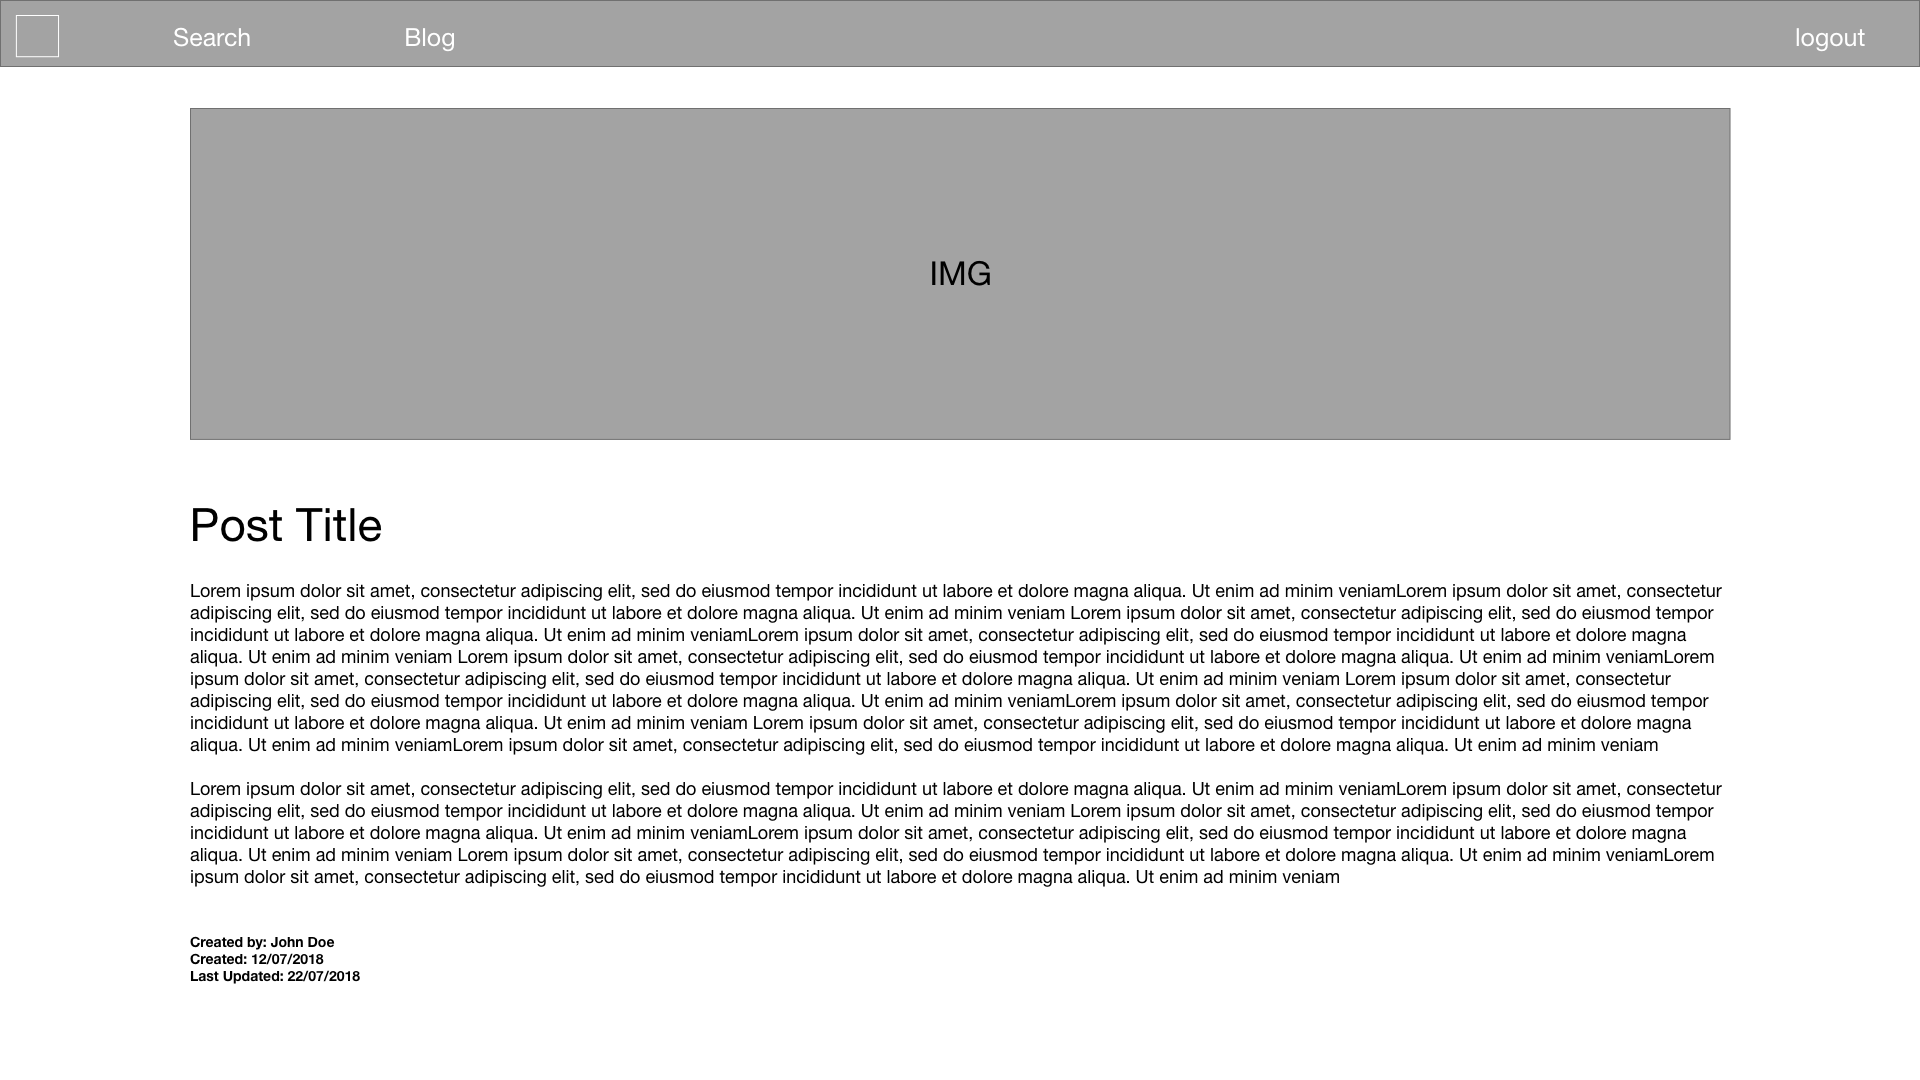 Search
Blog
logout
IMG
Post Title
Lorem ipsum dolor sit amet, consectetur adipiscing elit, sed do eiusmod tempor incididunt ut labore et dolore magna aliqua. Ut enim ad minim veniamLorem ipsum dolor sit amet, consectetur
adipiscing elit, sed do eiusmod tempor incididunt ut labore et dolore magna aliqua. Ut enim ad minim veniam Lorem ipsum dolor sit amet, consectetur adipiscing elit, sed do eiusmod tempor
incididunt ut labore et dolore magna aliqua. Ut enim ad minim veniamLorem ipsum dolor sit amet, consectetur adipiscing elit, sed do eiusmod tempor incididunt ut labore et dolore magna
aliqua. Ut enim ad minim veniam Lorem ipsum dolor sit amet, consectetur adipiscing elit, sed do eiusmod tempor incididunt ut labore et dolore magna aliqua. Ut enim ad minim veniamLorem
ipsum dolor sit amet, consectetur adipiscing elit, sed do eiusmod tempor incididunt ut labore et dolore magna aliqua. Ut enim ad minim veniam Lorem ipsum dolor sit amet, consectetur
adipiscing elit, sed do eiusmod tempor incididunt ut labore et dolore magna aliqua. Ut enim ad minim veniamLorem ipsum dolor sit amet, consectetur adipiscing elit, sed do eiusmod tempor
incididunt ut labore et dolore magna aliqua. Ut enim ad minim veniam Lorem ipsum dolor sit amet, consectetur adipiscing elit, sed do eiusmod tempor incididunt ut labore et dolore magna
aliqua. Ut enim ad minim veniamLorem ipsum dolor sit amet, consectetur adipiscing elit, sed do eiusmod tempor incididunt ut labore et dolore magna aliqua. Ut enim ad minim veniam
Lorem ipsum dolor sit amet, consectetur adipiscing elit, sed do eiusmod tempor incididunt ut labore et dolore magna aliqua. Ut enim ad minim veniamLorem ipsum dolor sit amet, consectetur
adipiscing elit, sed do eiusmod tempor incididunt ut labore et dolore magna aliqua. Ut enim ad minim veniam Lorem ipsum dolor sit amet, consectetur adipiscing elit, sed do eiusmod tempor
incididunt ut labore et dolore magna aliqua. Ut enim ad minim veniamLorem ipsum dolor sit amet, consectetur adipiscing elit, sed do eiusmod tempor incididunt ut labore et dolore magna
aliqua. Ut enim ad minim veniam Lorem ipsum dolor sit amet, consectetur adipiscing elit, sed do eiusmod tempor incididunt ut labore et dolore magna aliqua. Ut enim ad minim veniamLorem
ipsum dolor sit amet, consectetur adipiscing elit, sed do eiusmod tempor incididunt ut labore et dolore magna aliqua. Ut enim ad minim veniam
Created by: John Doe
Created: 12/07/2018
Last Updated: 22/07/2018